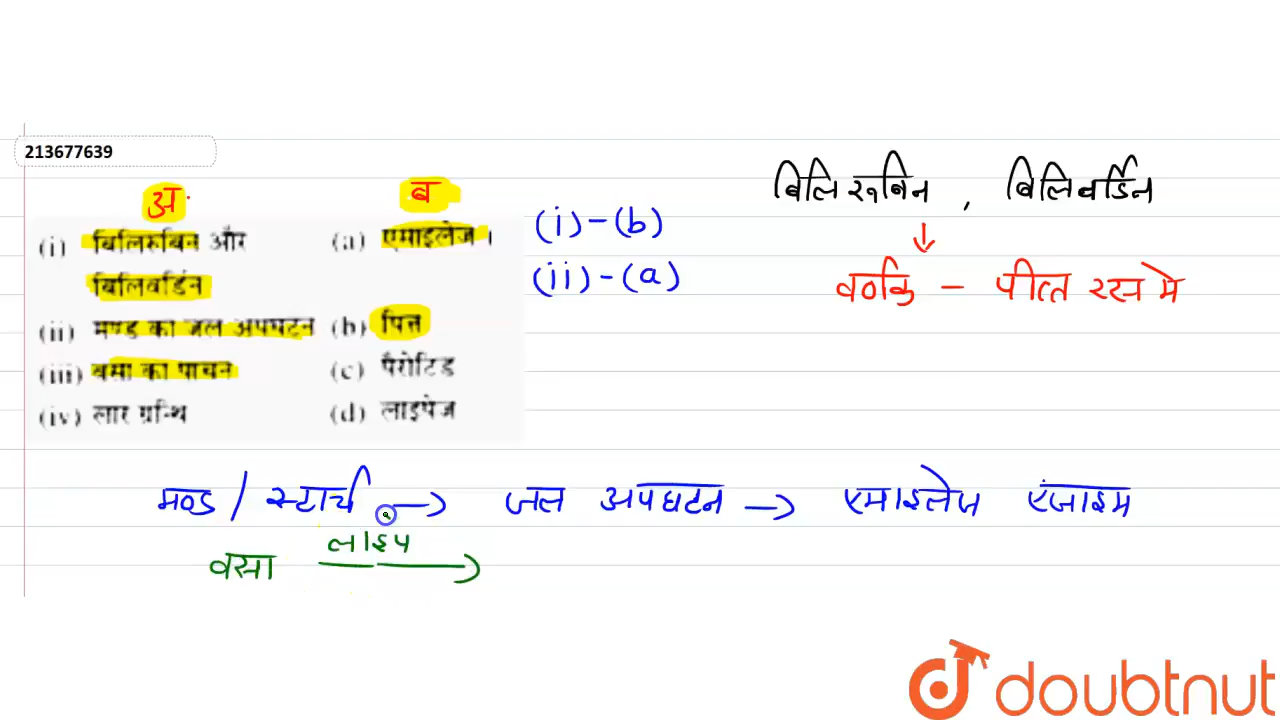 213677639
अ ब
(i) बिलिरुबिन और (a) एमाइलेज ।
बिलिवर्डिन
(ii) मण्ड का जल अपघटन (b) पित्त
(iii) वसा का पाचन (c) पैरोटिड
(iv) लार ग्रन्थि (d) लाइपेज
(i)-(b)
(ii)-(a)
बिलिरूबिन , बिलिवर्डिन
↓
वर्णक - पीत्त रस मे
मण्ड / स्टार्च → जल अपघटन → एमाइलेज एंजाइम
लाइप
वसा →
doubtnut